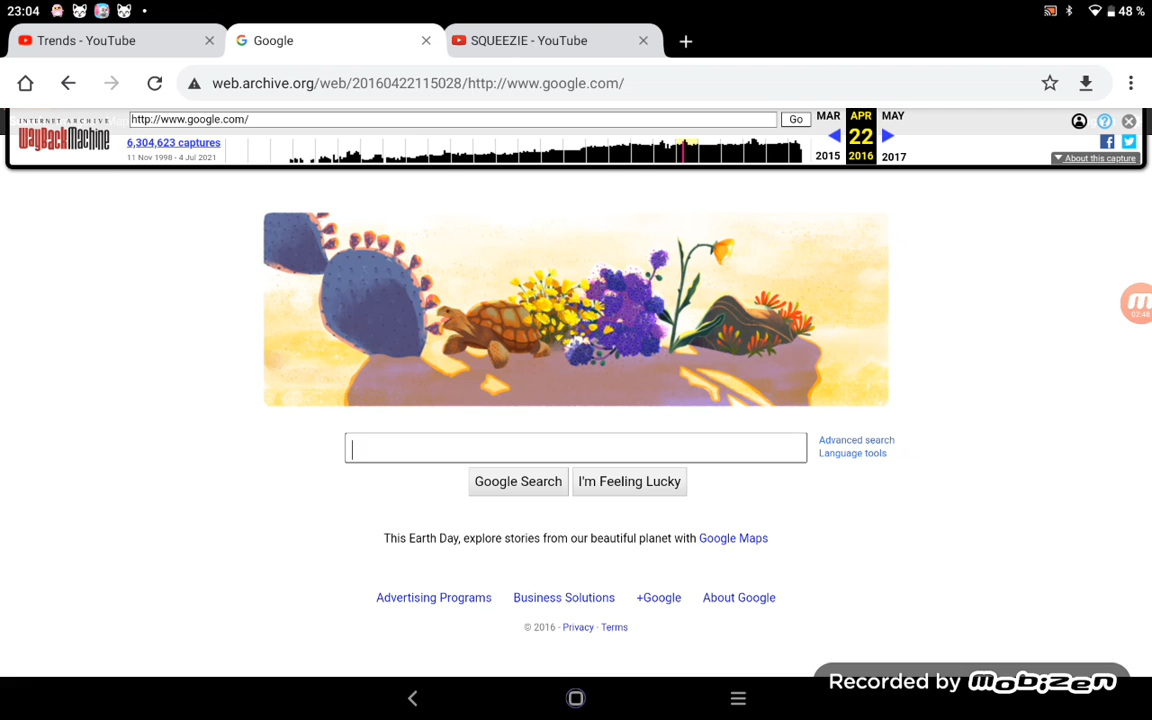 23:04
48 %
Trends - YouTube
Google
SQUEEZIE - YouTube
web.archive.org/web/20160422115028/http://www.google.com/
INTERNET ARCHIVE
WayBackMachine
http://www.google.com/
Go
MAR
APR
MAY
6,304,623 captures
22
11 Nov 1998 - 4 Jul 2021
2015
2016
2017
About this capture
02:48
Advanced search
Language tools
Google Search
I'm Feeling Lucky
This Earth Day, explore stories from our beautiful planet with Google Maps
Advertising Programs
Business Solutions
+Google
About Google
© 2016 - Privacy - Terms
Recorded by mobizen